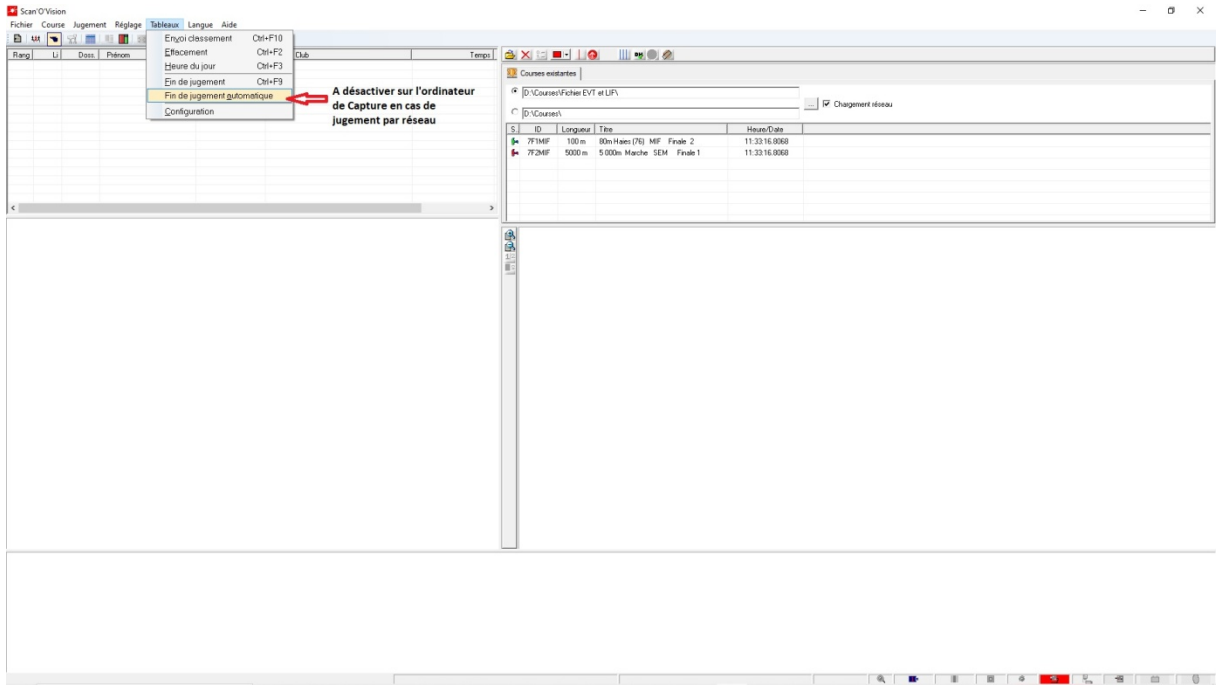 Scan'O'Vision
Fichier Course Jugement Réglage Tableaux Langue Aide
Envoi classement Ctrl+F10
Effacement Ctrl+F2
Heure du jour Ctrl+F3
Fin de jugement Ctrl+F9
Fin de jugement automatique
Configuration
Rang Li Doss. Prénom Club Temps
A désactiver sur l'ordinateur
de Capture en cas de
jugement par réseau
Courses existantes
D:\Courses\Fichier EVT et LIF\
... Chargement réseau
D:\Courses\
S. ID Longueur Titre Heure/Date
7F1MIF 100 m 80m Haies (76) MIF Finale 2 11:33:16.8068
7F2MIF 5000 m 5 000m Marche SEM Finale 1 11:33:16.8068